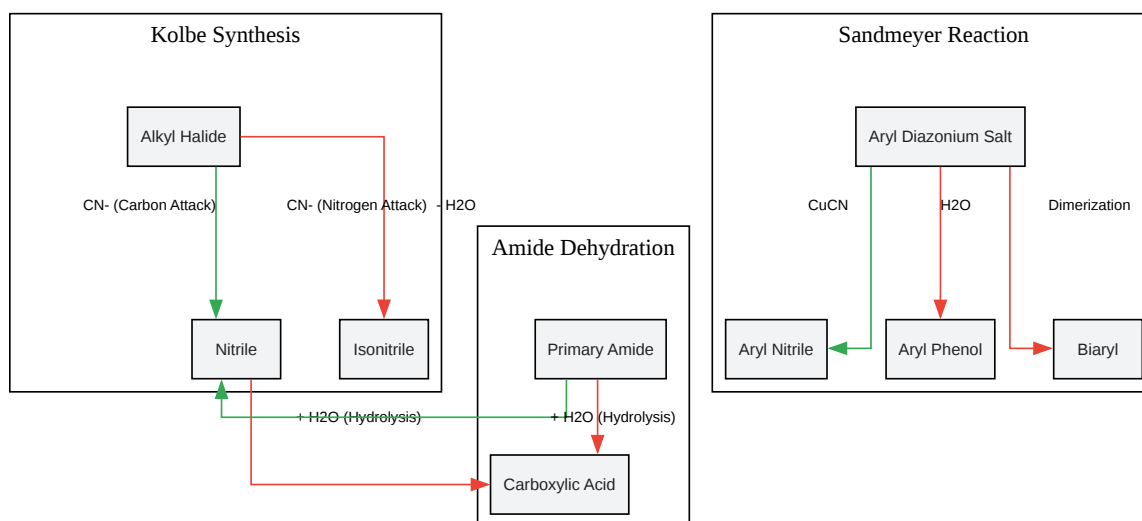 Kolbe Synthesis
Sandmeyer Reaction
Alkyl Halide
Aryl Diazonium Salt
CN- (Carbon Attack)
CN- (Nitrogen Attack)
- H2O
CuCN
H2O
Dimerization
Amide Dehydration
Nitrile
Isonitrile
Primary Amide
Aryl Nitrile
Aryl Phenol
Biaryl
+ H2O (Hydrolysis)
+ H2O (Hydrolysis)
Carboxylic Acid